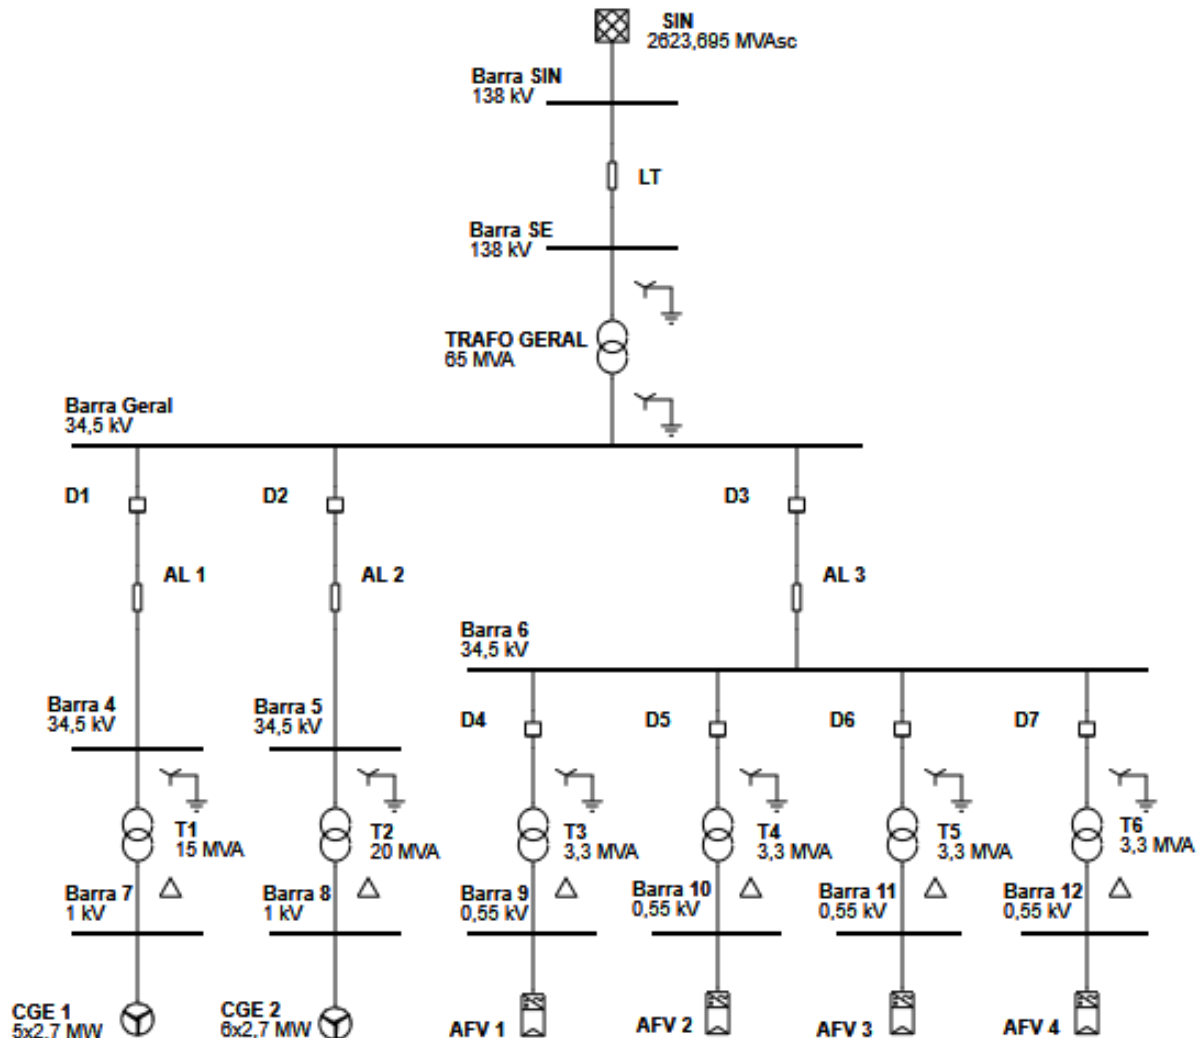 SIN
2623,695 MVAsc
Barra SIN
138 kV
LT
Barra SE
138 kV
TRAFO GERAL
65 MVA
Barra Geral
34,5 kV
D1
D2
D3
AL 1
AL 2
AL 3
Barra 6
34,5 kV
Barra 4
34,5 kV
Barra 5
34,5 kV
D4
D5
D6
D7
T1
15 MVA
T2
20 MVA
T3
3,3 MVA
T4
3,3 MVA
T5
3,3 MVA
T6
3,3 MVA
Barra 7
1 kV
Barra 8
1 kV
Barra 9
0,55 kV
Barra 10
0,55 kV
Barra 11
0,55 kV
Barra 12
0,55 kV
CGE 1
5x2,7 MW
CGE 2
6x2,7 MW
AFV 1
AFV 2
AFV 3
AFV 4